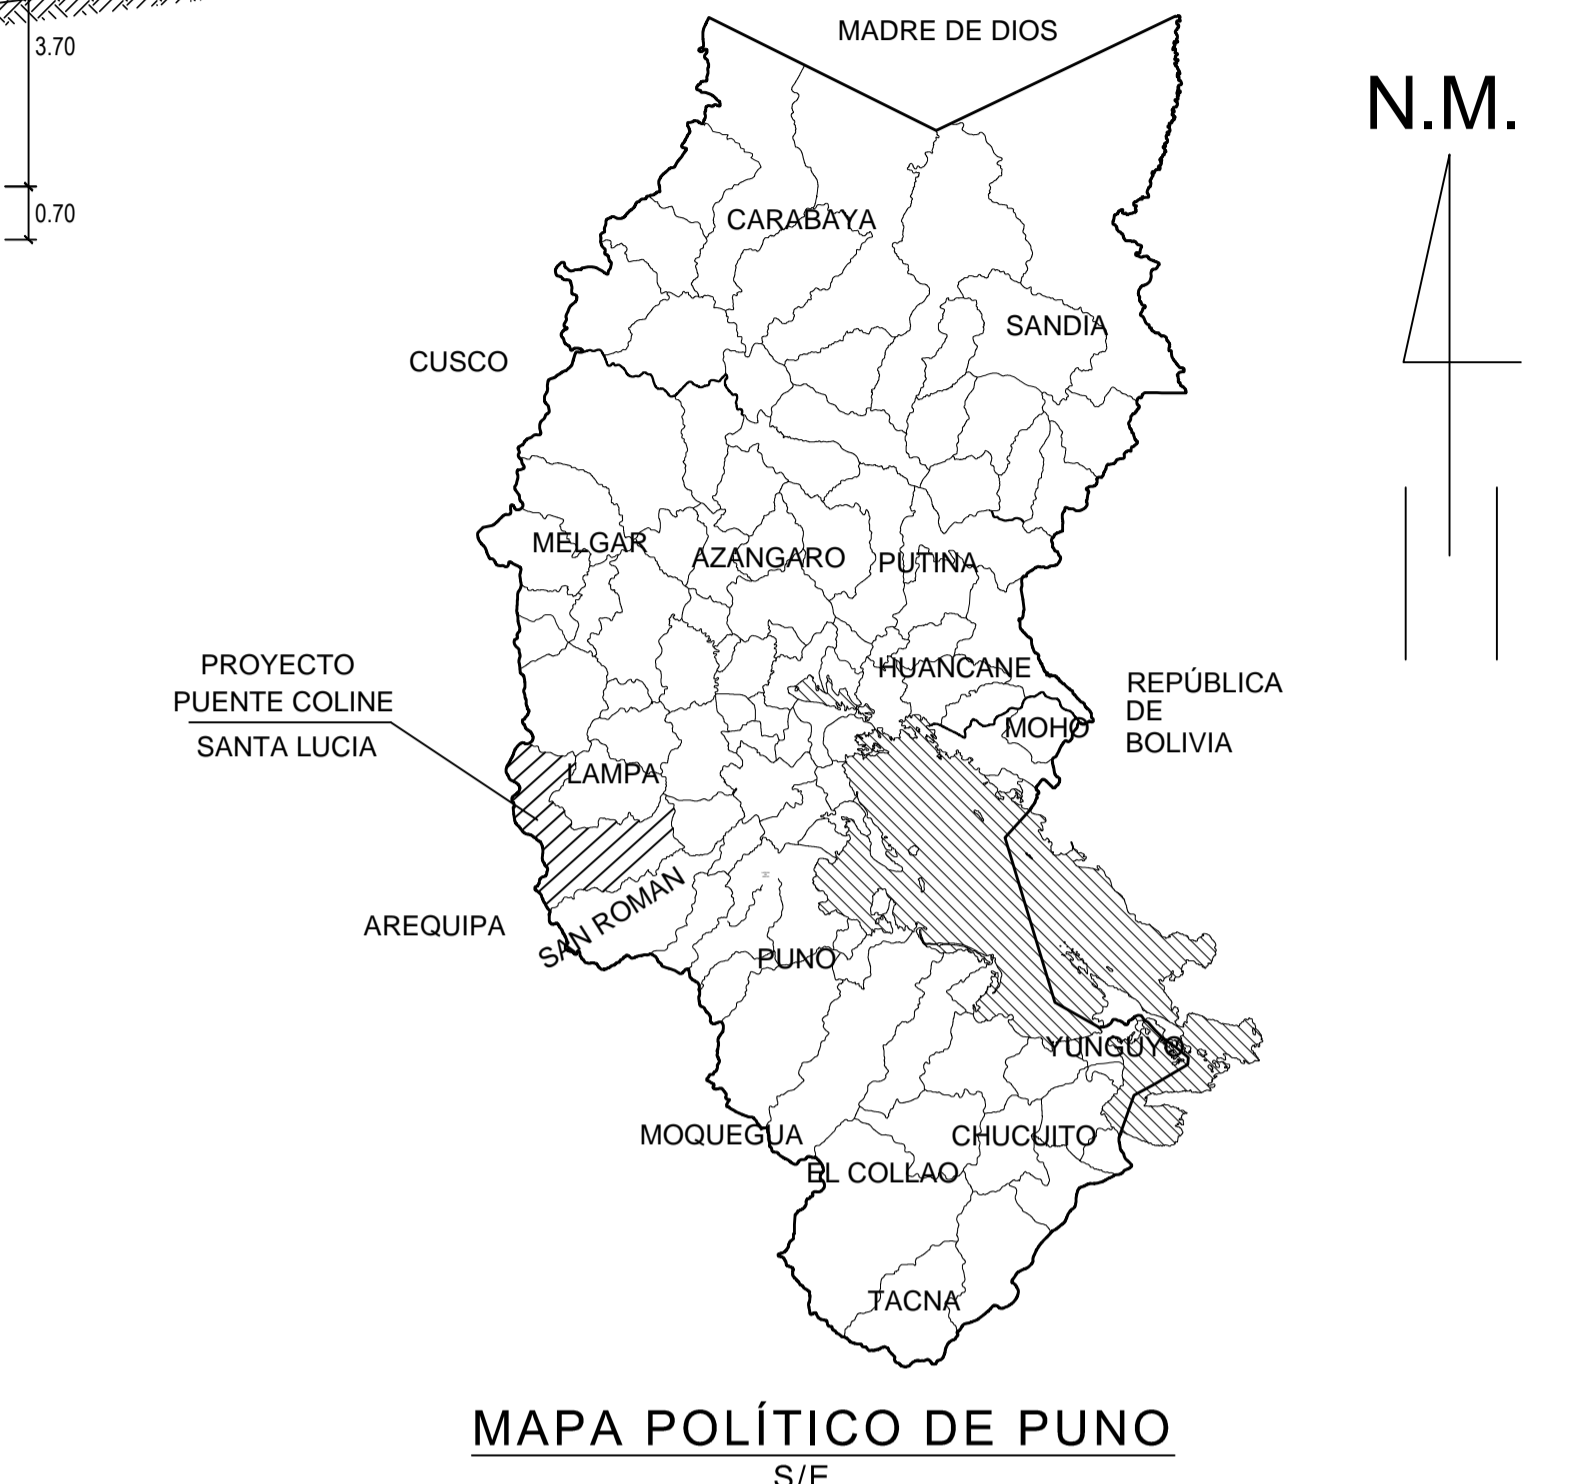 3.70
0.70
MADRE DE DIOS
N.M.
CARABAYA
SANDIA
CUSCO
MELGAR
AZANGARO
PUTINA
PROYECTO
PUENTE COLINE
SANTA LUCIA
HUANCANE
REPÚBLICA
DE
BOLIVIA
MOHO
LAMPA
SAN ROMAN
AREQUIPA
PUNO
YUNGUYO
MOQUEGUA
CHUCUITO
EL COLLAO
TACNA
MAPA POLÍTICO DE PUNO
S/E